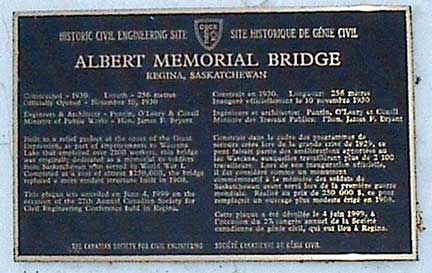 HISTORIC CIVIL ENGINEERING SITE
CSCE
SITE HISTORIQUE DE GÉNIE CIVIL
ALBERT MEMORIAL BRIDGE
REGINA, SASKATCHEWAN
Constructed - 1930. Length - 256 metres
Officially Opened - November 10, 1930
Engineers & Architects - Puntin, O'Leary & Coxall
Minister of Public Works - Hon. James F. Bryant
Built as a relief project at the onset of the Great
Depression, as part of improvements to Wascana
Lake that employed over 2100 workers, this bridge
was originally dedicated as a memorial to soldiers
from Saskatchewan who served in World War I.
Completed at a cost of almost $250,000, this bridge
replaced a more modest structure built in 1908.
This plaque was unveiled on June 4, 1999 on the
occasion of the 27th Annual Canadian Society for
Civil Engineering Conference held in Regina.
THE CANADIAN SOCIETY FOR CIVIL ENGINEERING
Construit en 1930. Longueur: 256 mètres
Inauguré officiellement le 10 novembre 1930
Ingénieurs et architectes: Puntin, O'Leary et Coxall
Ministre des Travaux Publics: l'hon. James F. Bryant
Construit dans le cadre des programmes de
secours créés lors de la grande crise de 1929, ce
pont faisait partie des améliorations apportées au
lac Wascana, auxquelles travaillèrent plus de 2 100
travailleurs. Lors de son inauguration officielle,
il fut considéré comme un monument
commémoratif à la mémoire des soldats de
Saskatchewan ayant servi lors de la première guerre
mondiale. Réalisé au prix de 250 000 $, ce pont
remplaçait un ouvrage plus modeste érigé en 1908.
Cette plaque a été dévoilée le 4 juin 1999, à
l'occasion du 27e congrès annuel de la Société
canadienne de génie civil, qui eut lieu à Regina.
SOCIÉTÉ CANADIENNE DE GÉNIE CIVIL